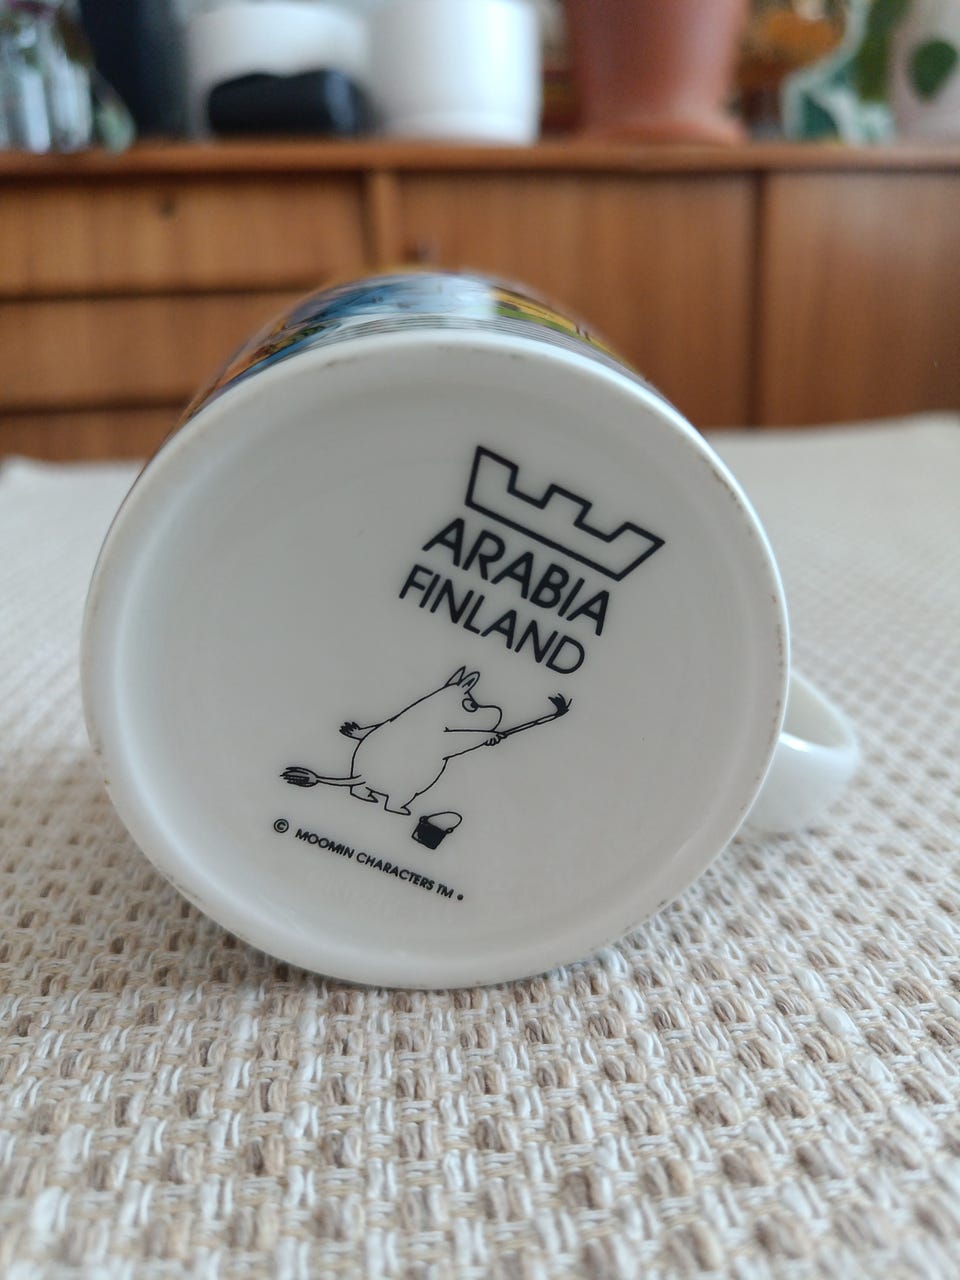 ARABIA
FINLAND
© MOOMIN CHARACTERS TM •